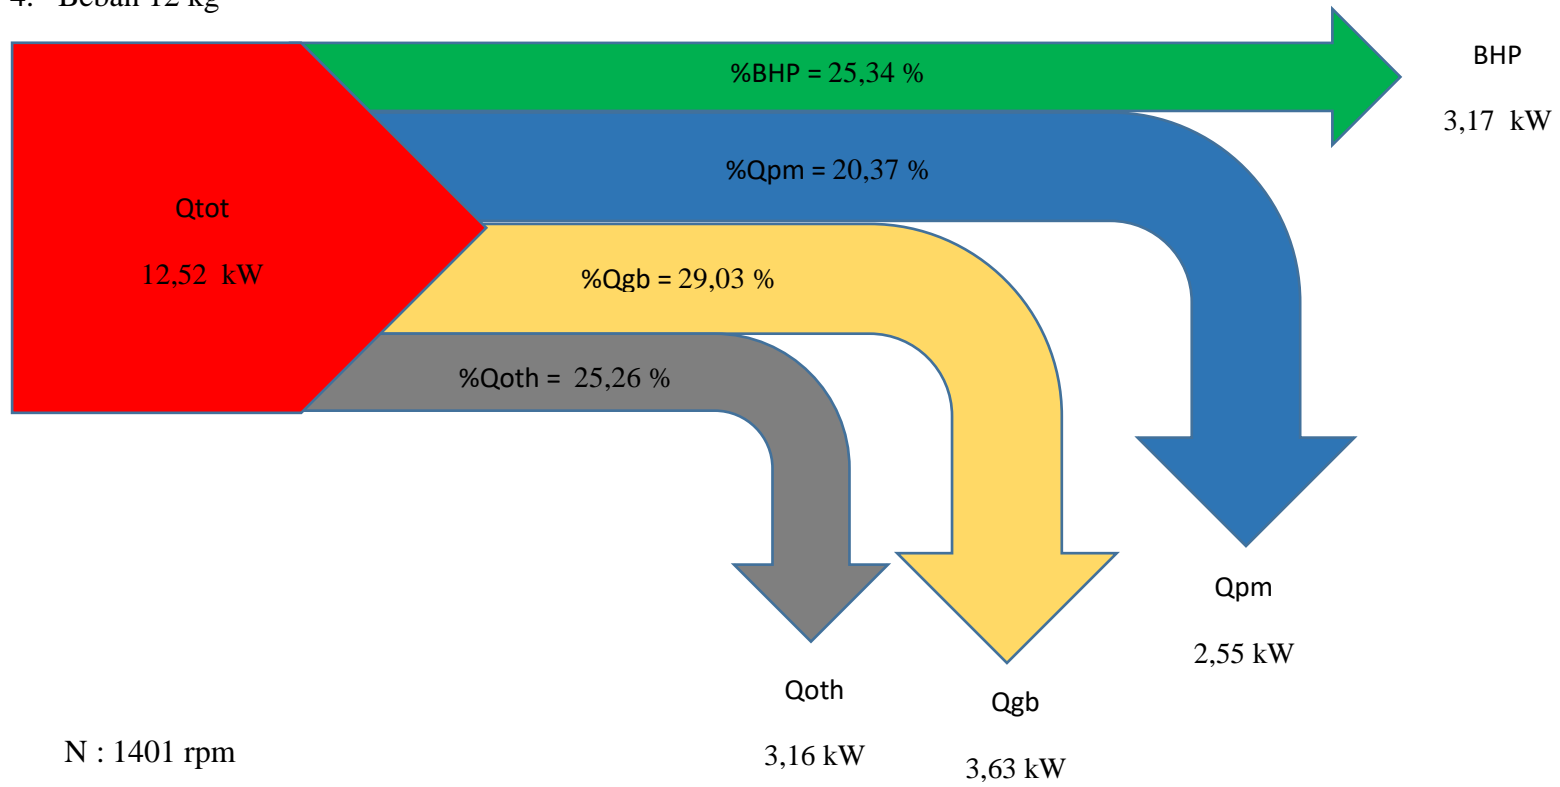 4. Beban 12 kg
%BHP = 25,34 %
BHP
3,17 kW
%Qpm = 20,37 %
Qtot
12,52 kW
%Qgb = 29,03 %
%Qoth = 25,26 %
Qpm
2,55 kW
Qoth
3,16 kW
Qgb
3,63 kW
N : 1401 rpm